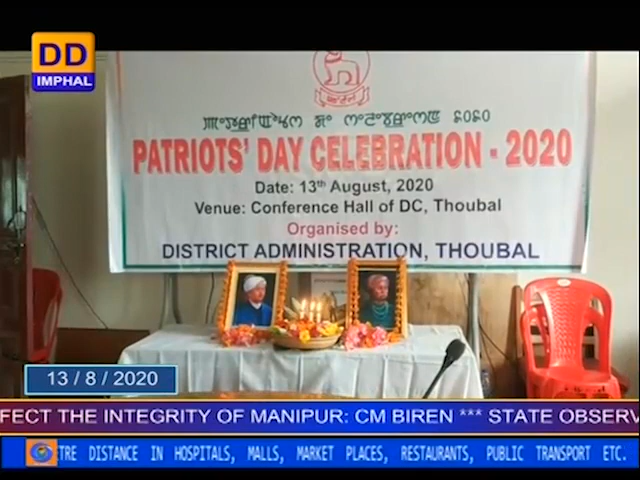 DD
IMPHAL
PATRIOTS' DAY CELEBRATION - 2020
Date: 13th August, 2020
Venue: Conference Hall of DC, Thoubal
Organised by:
DISTRICT ADMINISTRATION, THOUBAL
13 / 8 / 2020
FECT THE INTEGRITY OF MANIPUR: CM BIREN *** STATE OBSERV
TRE DISTANCE IN HOSPITALS, MALLS, MARKET PLACES, RESTAURANTS, PUBLIC TRANSPORT ETC.